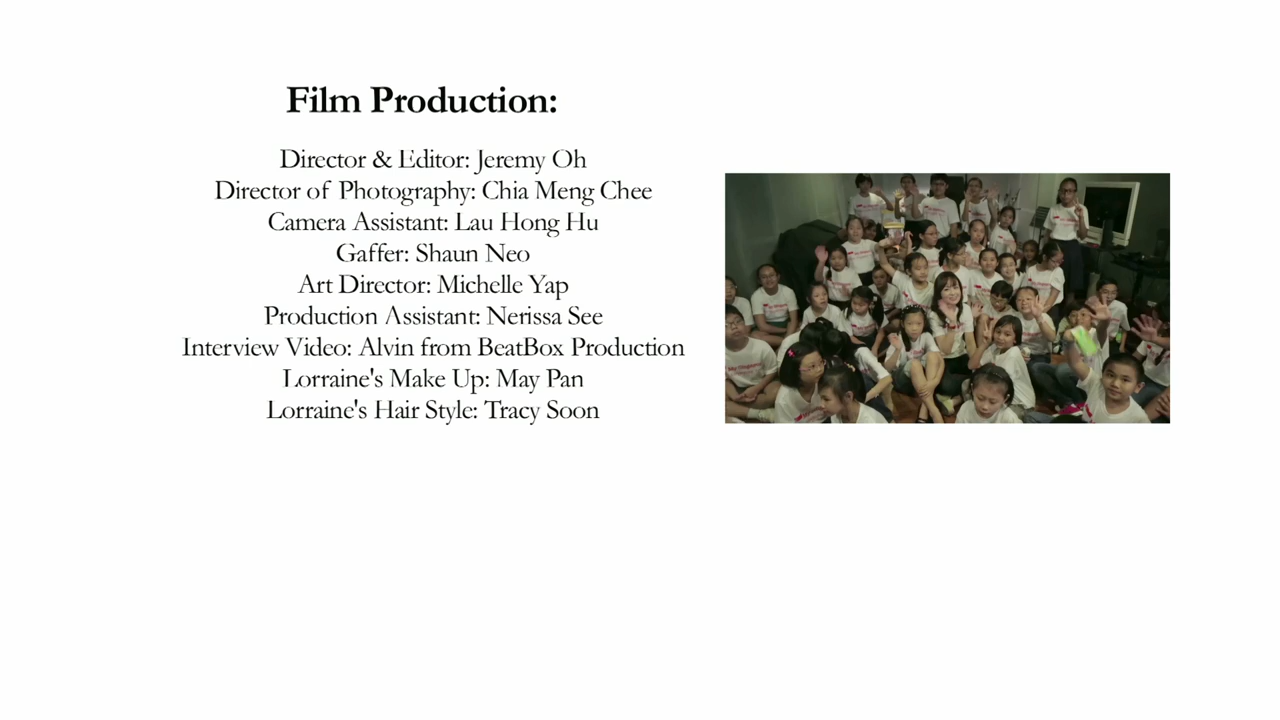 Film Production:
Director & Editor: Jeremy Oh
Director of Photography: Chia Meng Chee
Camera Assistant: Lau Hong Hu
Gaffer: Shaun Neo
Art Director: Michelle Yap
Production Assistant: Nerissa See
Interview Video: Alvin from BeatBox Production
Lorraine's Make Up: May Pan
Lorraine's Hair Style: Tracy Soon